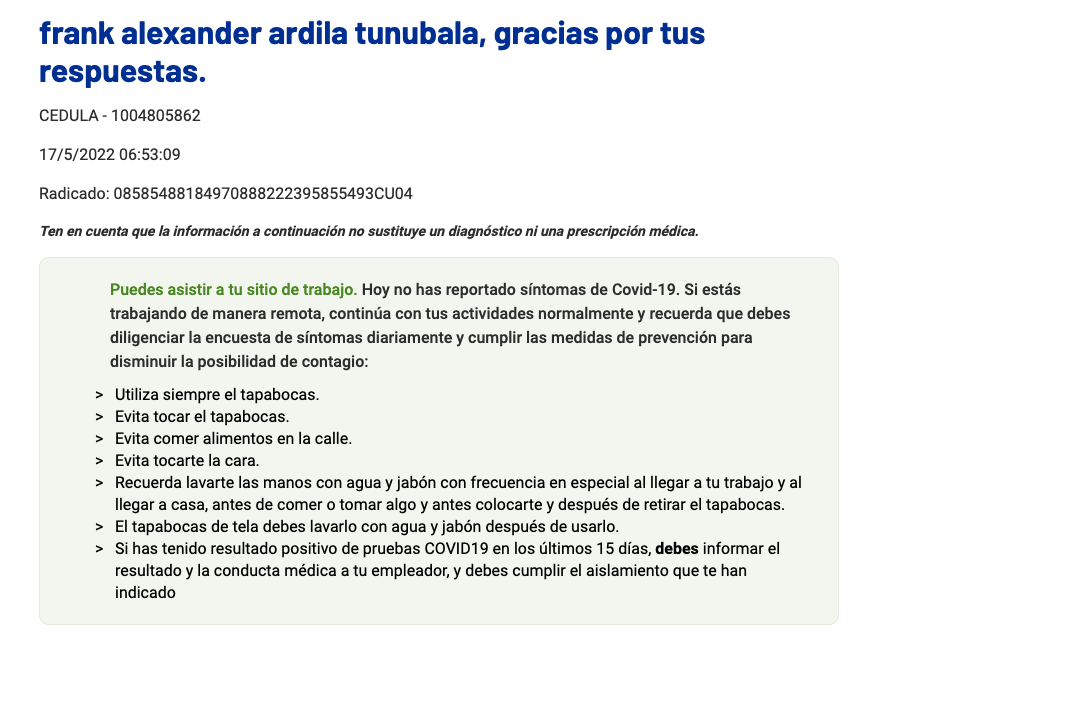 frank alexander ardila tunubala, gracias por tus
respuestas.
CEDULA - 1004805862
17/5/2022 06:53:09
Radicado: 08585488184970888222395855493CU04
Ten en cuenta que la información a continuación no sustituye un diagnóstico ni una prescripción médica.
Puedes asistir a tu sitio de trabajo. Hoy no has reportado síntomas de Covid-19. Si estás
trabajando de manera remota, continúa con tus actividades normalmente y recuerda que debes
diligenciar la encuesta de síntomas diariamente y cumplir las medidas de prevención para
disminuir la posibilidad de contagio:
> Utiliza siempre el tapabocas.
> Evita tocar el tapabocas.
> Evita comer alimentos en la calle.
> Evita tocarte la cara.
> Recuerda lavarte las manos con agua y jabón con frecuencia en especial al llegar a tu trabajo y al
llegar a casa, antes de comer o tomar algo y antes colocarte y después de retirar el tapabocas.
> El tapabocas de tela debes lavarlo con agua y jabón después de usarlo.
> Si has tenido resultado positivo de pruebas COVID19 en los últimos 15 días, debes informar el
resultado y la conducta médica a tu empleador, y debes cumplir el aislamiento que te han
indicado